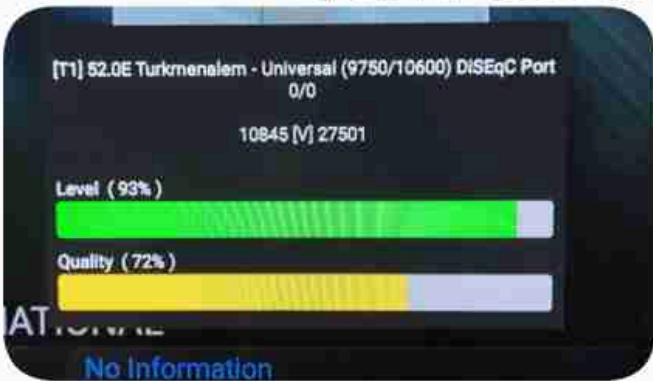 [T1] 52.0E Turkmenalem - Universal (9750/10600) DiSEqC Port
0/0
10845 [V] 27501
Level ( 93% )
Quality ( 72% )
No Information